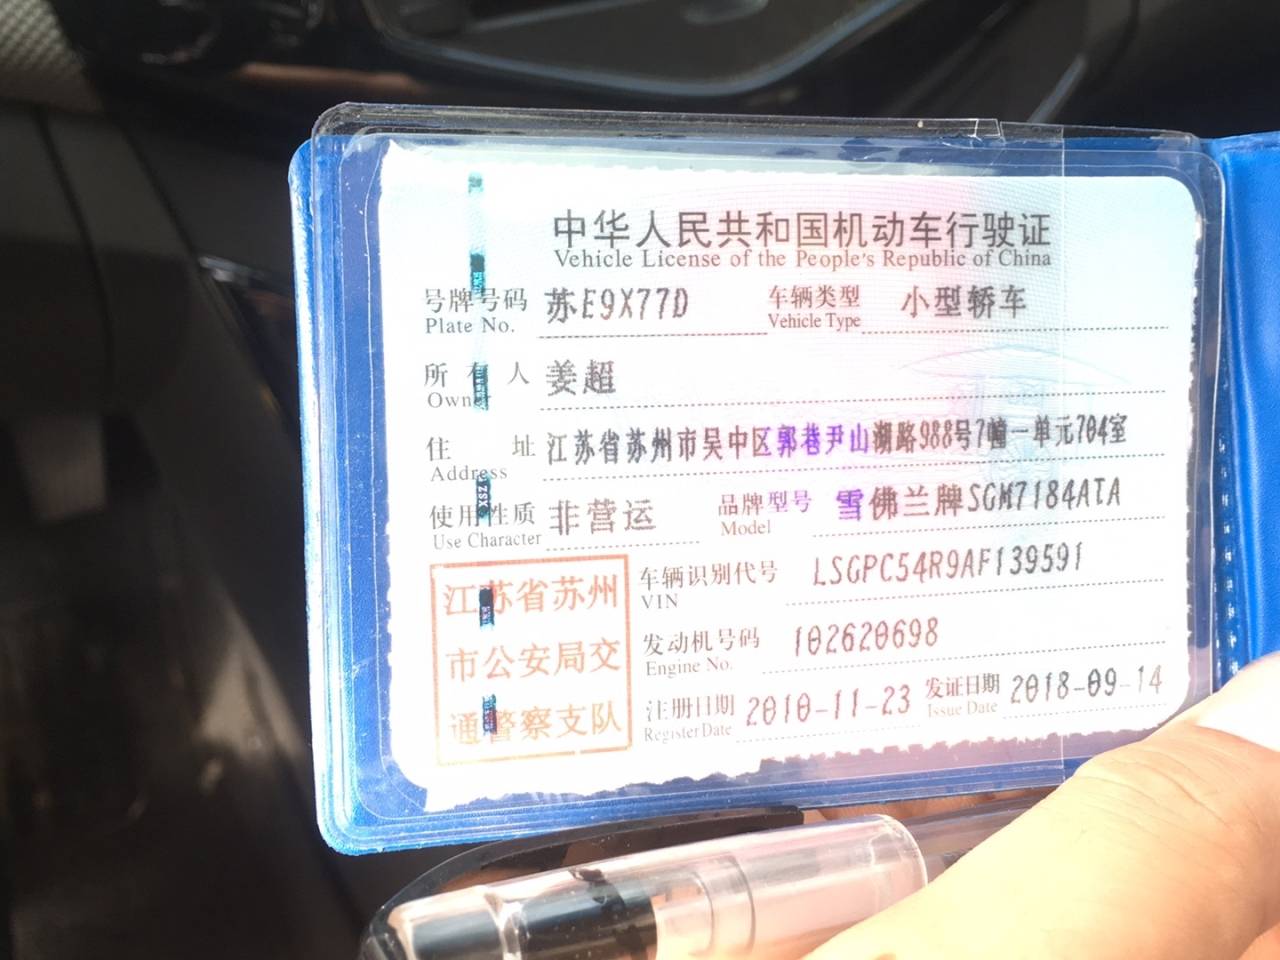 中华人民共和国机动车行驶证
Vehicle License of the People's Republic of China
号牌号码 苏E9X77D 车辆类型 小型轿车
Plate No. Vehicle Type
所有人 姜超
Owner
住址 江苏省苏州市吴中区郭巷尹山湖路988号7幢一单元704室
Address
使用性质 非营运 品牌型号 雪佛兰牌SGM7184ATA
Use Character Model
江苏省苏州
市公安局交
通警察支队
车辆识别代号 LSGPC54R9AF139591
VIN
发动机号码 102620698
Engine No.
注册日期 2010-11-23 发证日期 2018-09-14
Register Date Issue Date